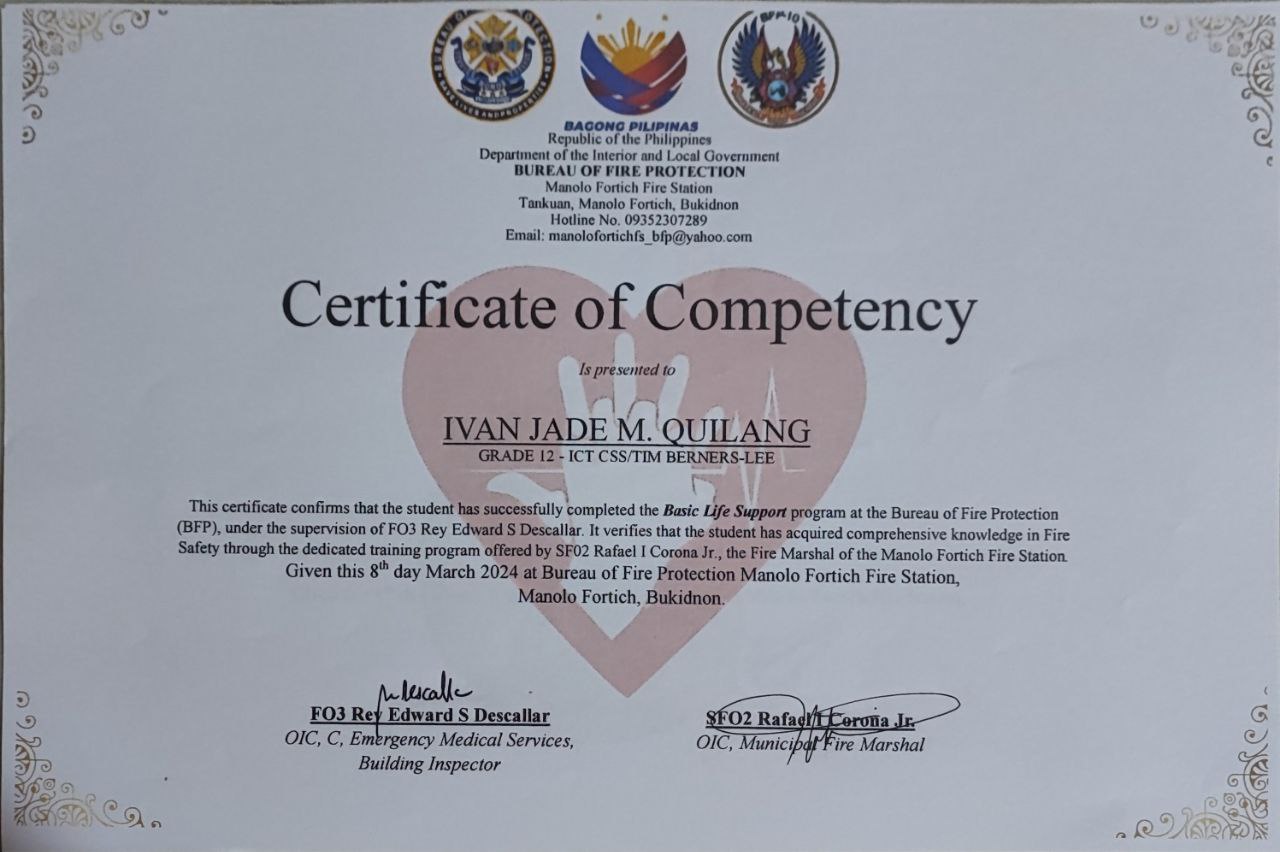 BUREAU OF FIRE PROTECTION
SAVE LIVES AND PROPERTIES
BFP-10
BAGONG PILIPINAS
Republic of the Philippines
Department of the Interior and Local Government
BUREAU OF FIRE PROTECTION
Manolo Fortich Fire Station
Tankuan, Manolo Fortich, Bukidnon
Hotline No. 09352307289
Email: manolofortichfs_bfp@yahoo.com
Certificate of Competency
Is presented to
IVAN JADE M. QUILANG
GRADE 12 - ICT CSS/TIM BERNERS-LEE
This certificate confirms that the student has successfully completed the Basic Life Support program at the Bureau of Fire Protection
(BFP), under the supervision of FO3 Rey Edward S Descallar. It verifies that the student has acquired comprehensive knowledge in Fire
Safety through the dedicated training program offered by SF02 Rafael I Corona Jr., the Fire Marshal of the Manolo Fortich Fire Station.
Given this 8th day March 2024 at Bureau of Fire Protection Manolo Fortich Fire Station,
Manolo Fortich, Bukidnon.
FO3 Rey Edward S Descallar
OIC, C, Emergency Medical Services,
Building Inspector
SFO2 Rafael I Corona Jr.
OIC, Municipal Fire Marshal